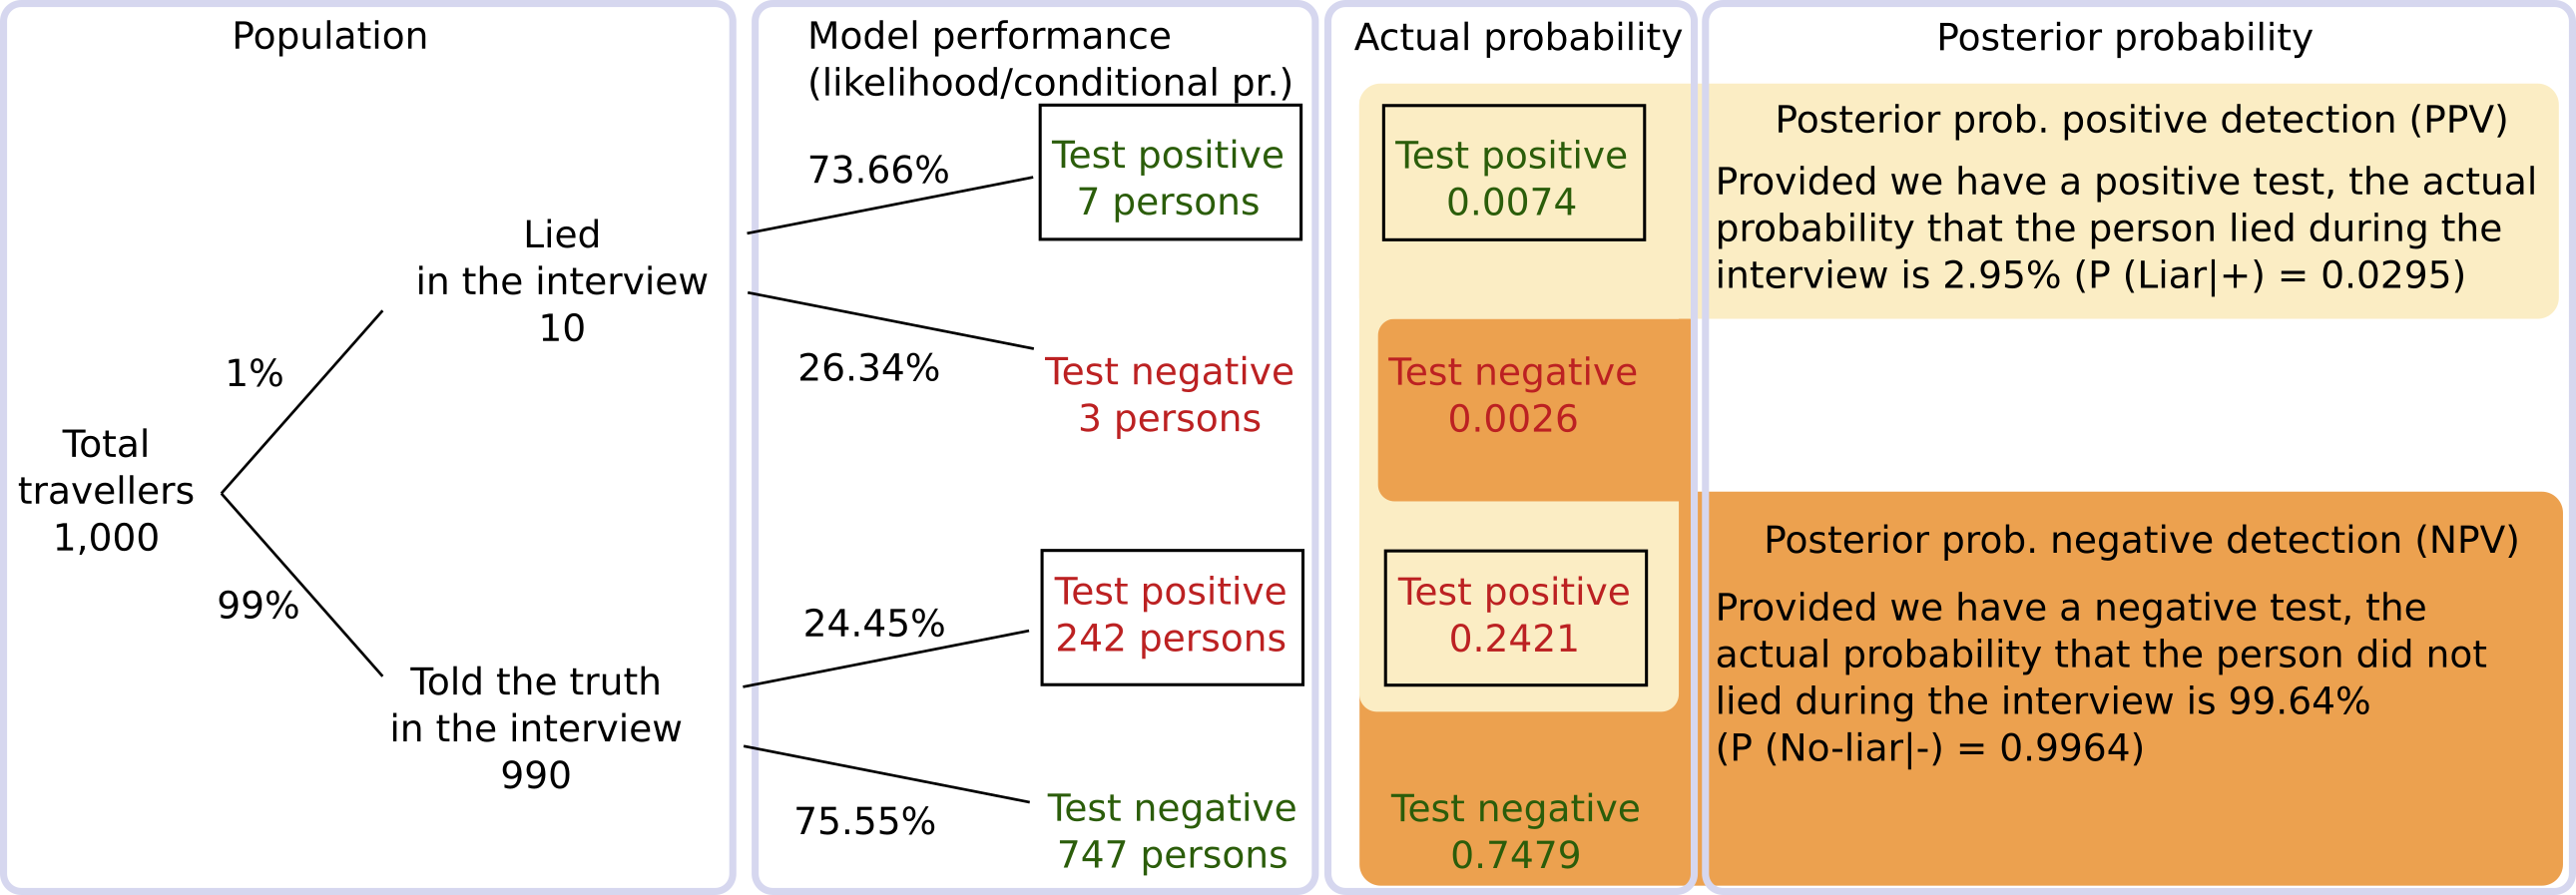 Population
Total
travellers
1,000
1%
99%
Lied
in the interview
10
Told the truth
in the interview
990
Model performance
(likelihood/conditional pr.)
73.66%
Test positive
7 persons
26.34%
Test negative
3 persons
24.45%
Test positive
242 persons
75.55%
Test negative
747 persons
Actual probability
Test positive
0.0074
Test negative
0.0026
Test positive
0.2421
Test negative
0.7479
Posterior probability
Posterior prob. positive detection (PPV)
Provided we have a positive test, the actual
probability that the person lied during the
interview is 2.95% (P (Liar|+) = 0.0295)
Posterior prob. negative detection (NPV)
Provided we have a negative test, the
actual probability that the person did not
lied during the interview is 99.64%
(P (No-liar|-) = 0.9964)